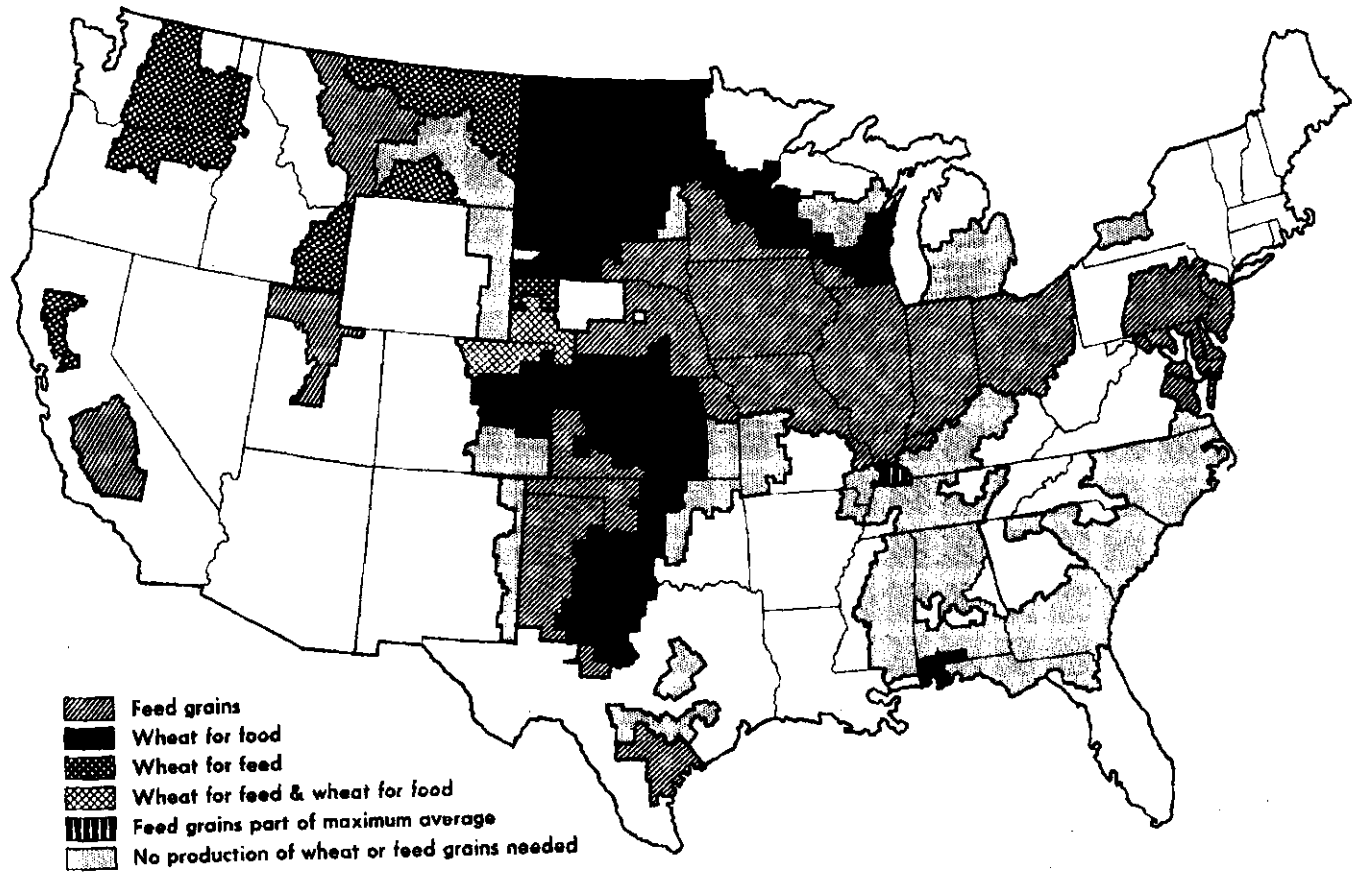 Feed grains
Wheat for food
Wheat for feed
Wheat for feed & wheat for food
Feed grains part of maximum average
No production of wheat or feed grains needed